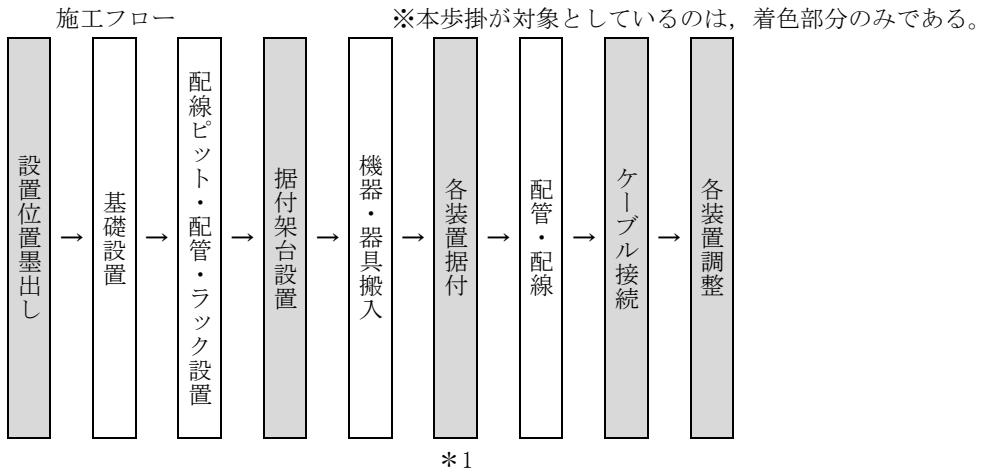 施工フロー
※本歩掛が対象としているのは，着色部分のみである。
設置位置墨出し
→
基礎設置
→
配線ピット・配管・ラック設置
→
据付架台設置
→
機器・器具搬入
→
各装置据付
→
配管・配線
→
ケーブル接続
→
各装置調整
＊1